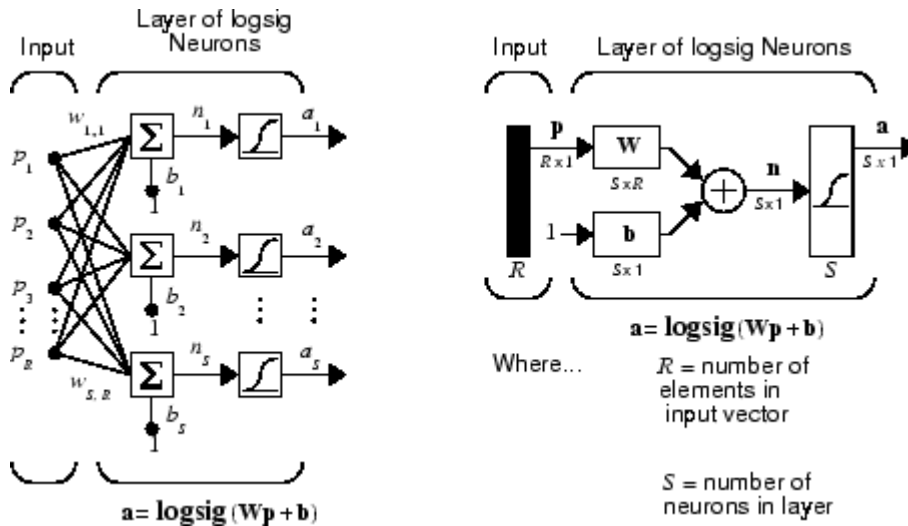 Input
Layer of logsig
Neurons
w1,1
n1
a1
p1
Σ
b1
1
p2
n2
a2
Σ
p3
b2
1
pR
nS
aS
Σ
wS,R
bS
1
a= logsig (Wp + b)
Input
Layer of logsig Neurons
p
a
R x 1
W
S x 1
S x R
n
+
S x 1
1
b
R
S x 1
S
a= logsig (Wp + b)
Where...
R = number of
elements in
input vector
S = number of
neurons in layer